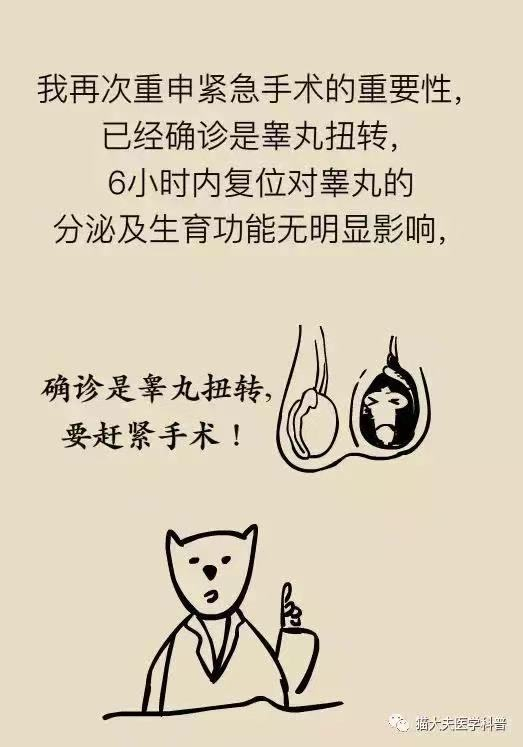 我再次重申紧急手术的重要性,
已经确诊是睾丸扭转,
6小时内复位对睾丸的
分泌及生育功能无明显影响,
确诊是睾丸扭转,
要赶紧手术！
猫大夫医学科普